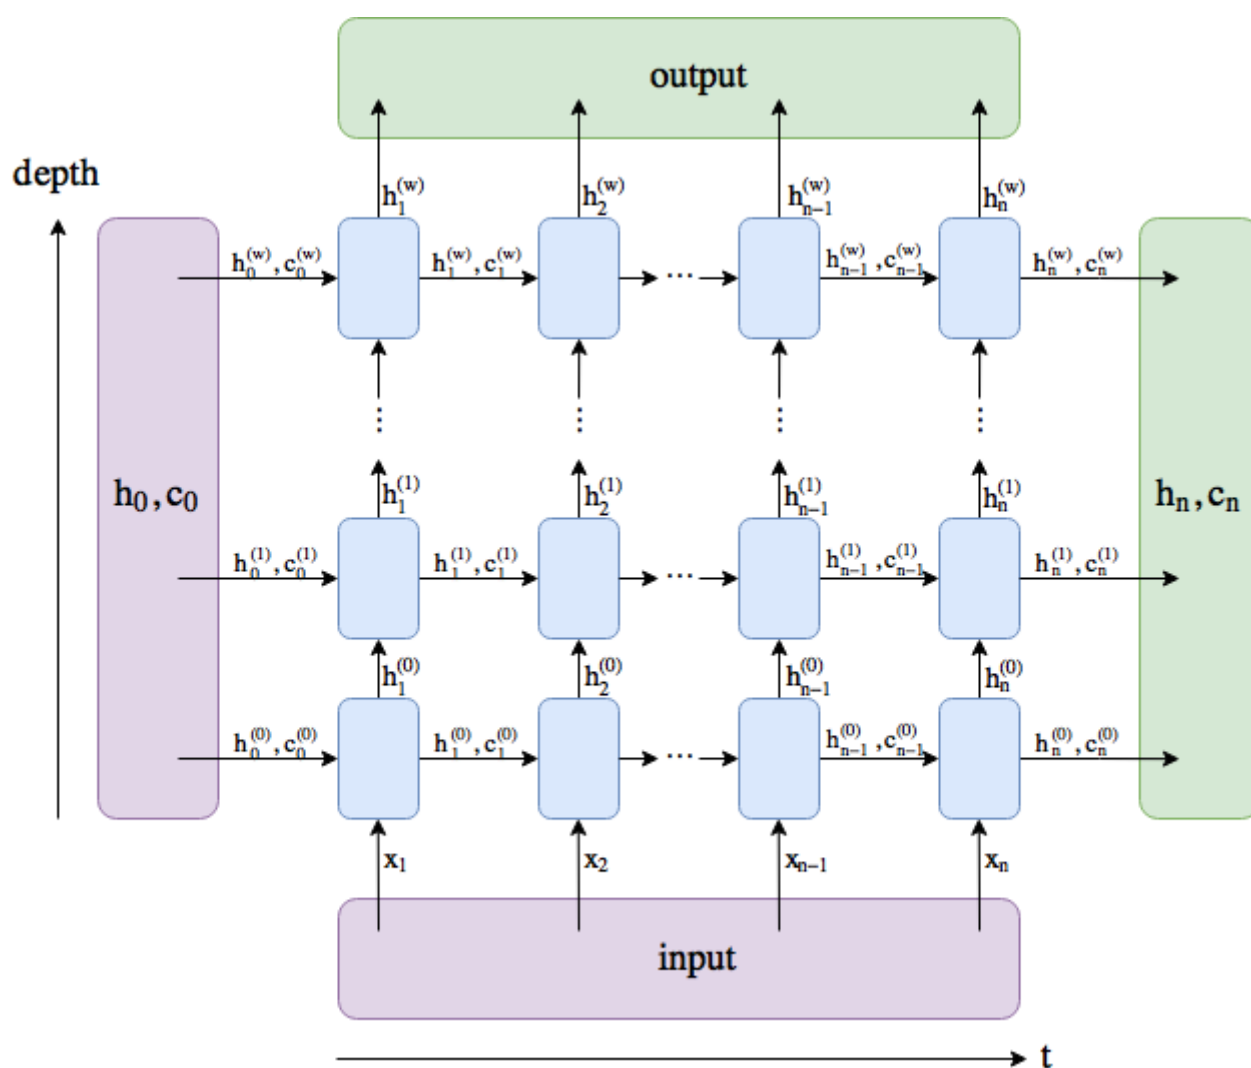 output
depth
h₁⁽ʷ⁾ h₂⁽ʷ⁾ hₙ₋₁⁽ʷ⁾ hₙ⁽ʷ⁾
h₀⁽ʷ⁾, c₀⁽ʷ⁾ h₁⁽ʷ⁾, c₁⁽ʷ⁾ ... hₙ₋₁⁽ʷ⁾, cₙ₋₁⁽ʷ⁾ hₙ⁽ʷ⁾, cₙ⁽ʷ⁾
⋮ ⋮ ⋮ ⋮
h₀, c₀ h₁⁽¹⁾ h₂⁽¹⁾ hₙ₋₁⁽¹⁾ hₙ⁽¹⁾ hₙ, cₙ
h₀⁽¹⁾, c₀⁽¹⁾ h₁⁽¹⁾, c₁⁽¹⁾ ... hₙ₋₁⁽¹⁾, cₙ₋₁⁽¹⁾ hₙ⁽¹⁾, cₙ⁽¹⁾
h₁⁽⁰⁾ h₂⁽⁰⁾ hₙ₋₁⁽⁰⁾ hₙ⁽⁰⁾
h₀⁽⁰⁾, c₀⁽⁰⁾ h₁⁽⁰⁾, c₁⁽⁰⁾ ... hₙ₋₁⁽⁰⁾, cₙ₋₁⁽⁰⁾ hₙ⁽⁰⁾, cₙ⁽⁰⁾
x₁ x₂ xₙ₋₁ xₙ
input
t